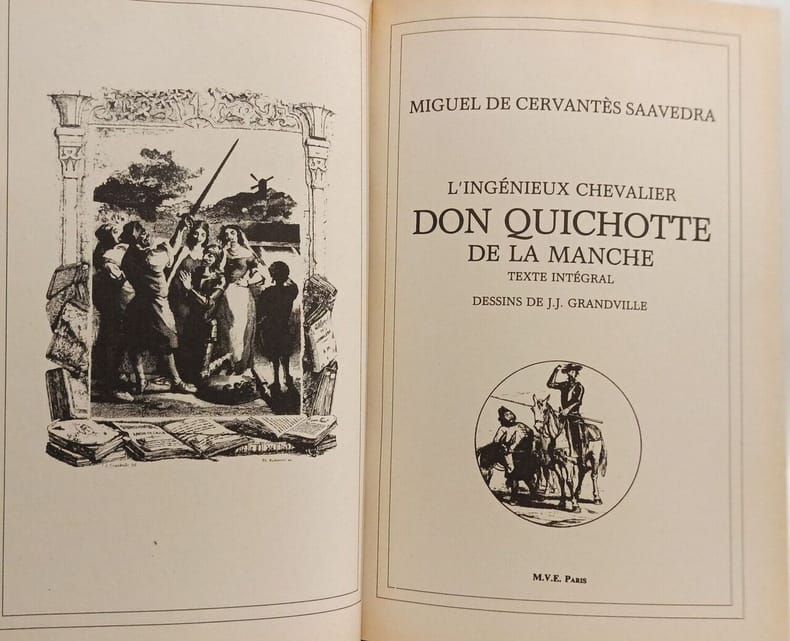 MIGUEL DE CERVANTÈS SAAVEDRA
L'INGÉNIEUX CHEVALIER
DON QUICHOTTE
DE LA MANCHE
TEXTE INTÉGRAL
DESSINS DE J.J. GRANDVILLE
M.V.E. PARIS